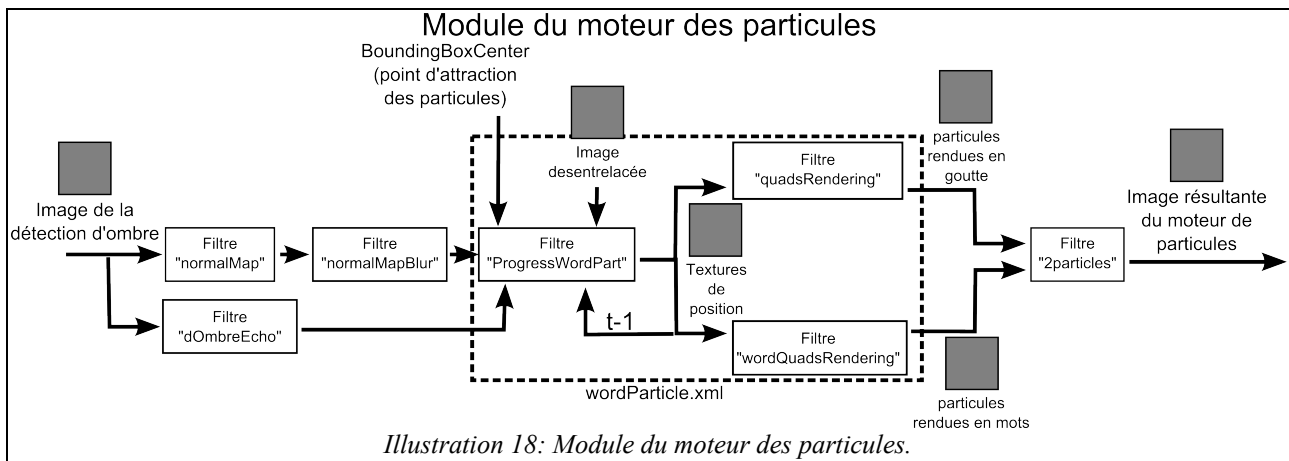 Module du moteur des particules
BoundingBoxCenter
(point d'attraction
des particules)
Image
desentrelacée
particules
rendues en
goutte
Image de la
détection d'ombre
Filtre
"normalMap"
Filtre
"normalMapBlur"
Filtre
"ProgressWordPart"
Filtre
"quadsRendering"
Textures
de
position
Filtre
"2particles"
Image résultante
du moteur de
particules
Filtre
"dOmbreEcho"
t-1
Filtre
"wordQuadsRendering"
wordParticle.xml
particules
rendues en mots
Illustration 18: Module du moteur des particules.